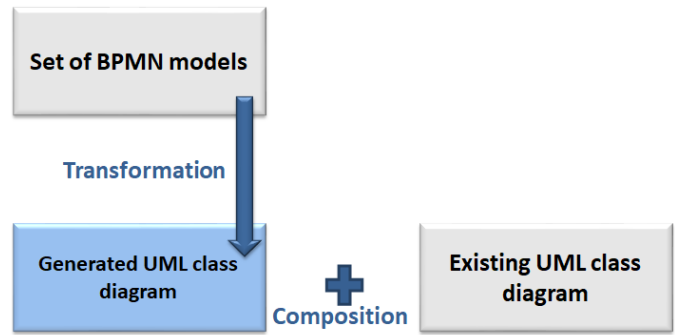 Set of BPMN models
Transformation
Generated UML class
diagram
Composition
Existing UML class
diagram